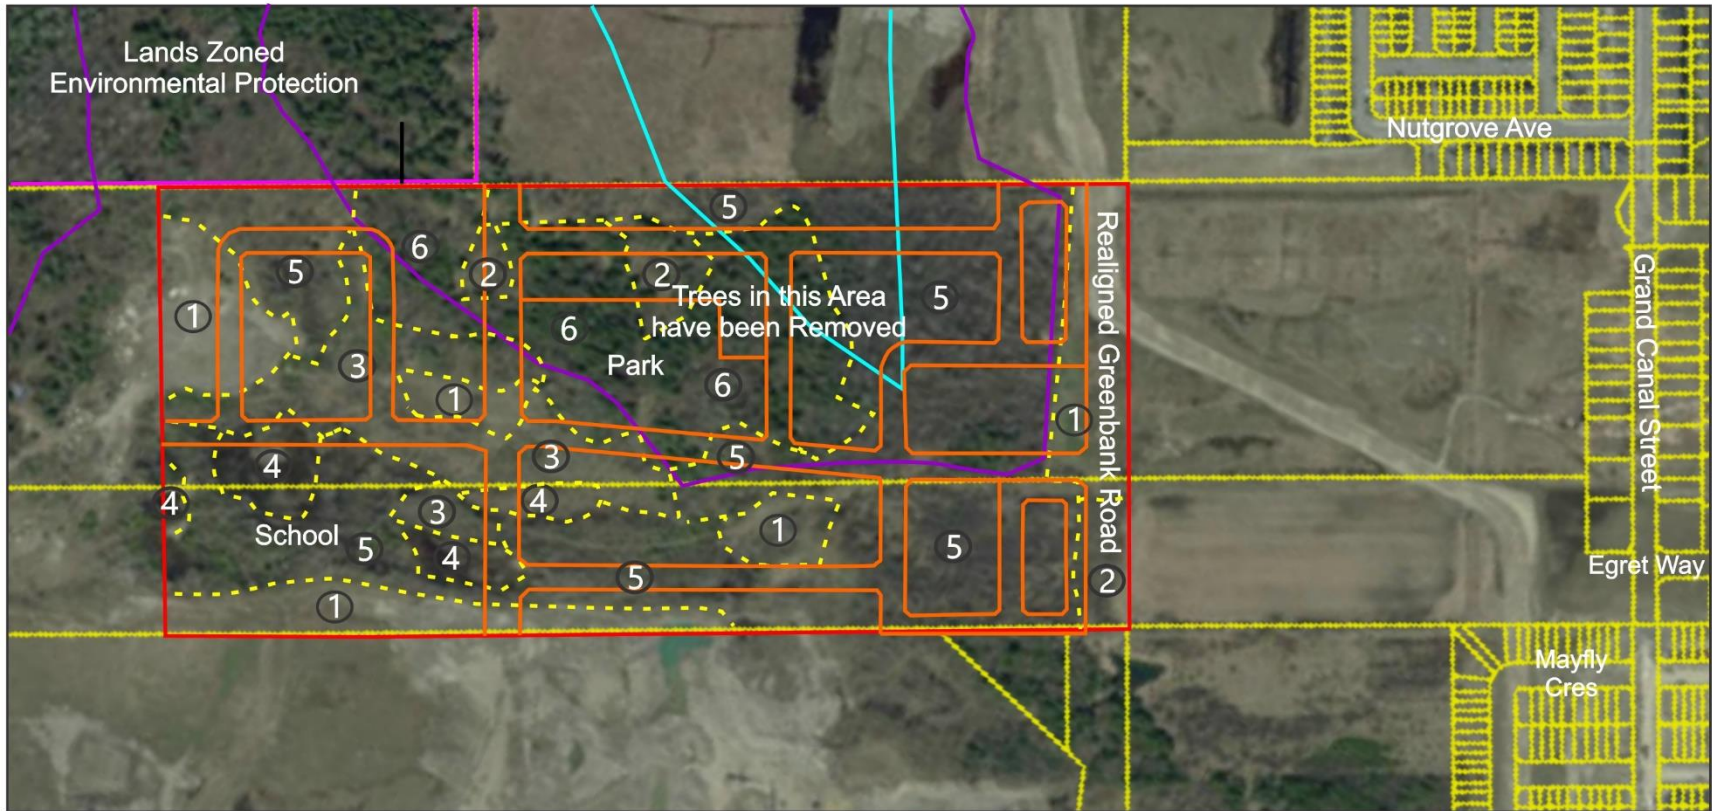 Lands Zoned
Environmental Protection
Nutgrove Ave
5
6
2
2
5
1
5
Trees in this Area
have been Removed
6
Park
3
6
1
1
Realigned Greenbank Road
Grand Canal Street
4
3
5
4
4
3
1
School
5
4
5
5
2
1
Egret Way
Mayfly
Cres